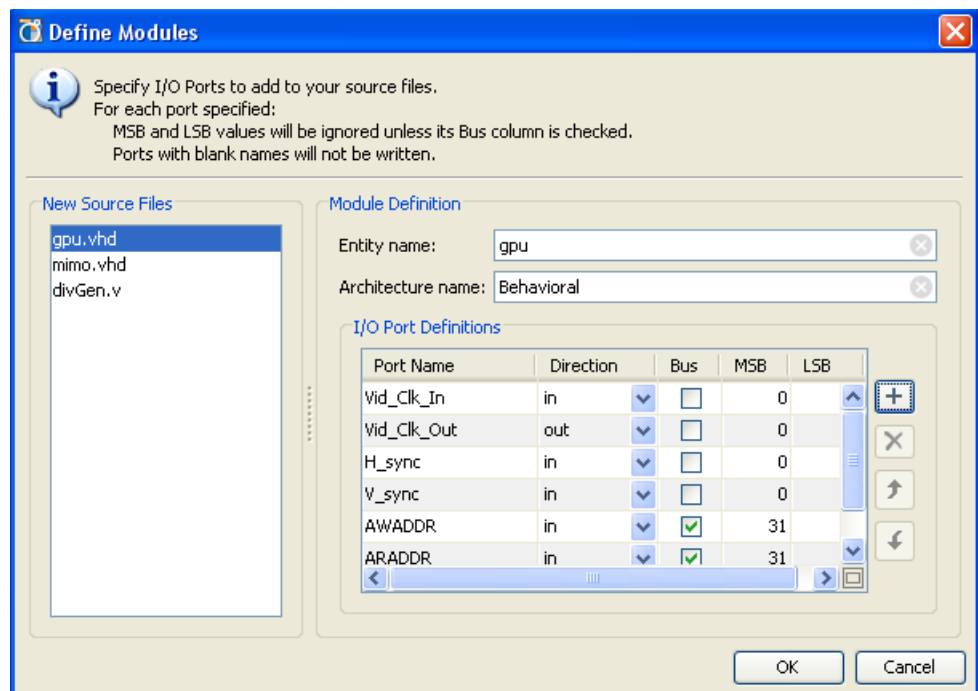 Define Modules
Specify I/O Ports to add to your source files.
For each port specified:
MSB and LSB values will be ignored unless its Bus column is checked.
Ports with blank names will not be written.
New Source Files
gpu.vhd
mimo.vhd
divGen.v
Module Definition
Entity name: gpu
Architecture name: Behavioral
I/O Port Definitions
Port Name Direction Bus MSB LSB
Vid_Clk_In in 0
Vid_Clk_Out out 0
H_sync in 0
V_sync in 0
AWADDR in 31
ARADDR in 31
OK Cancel